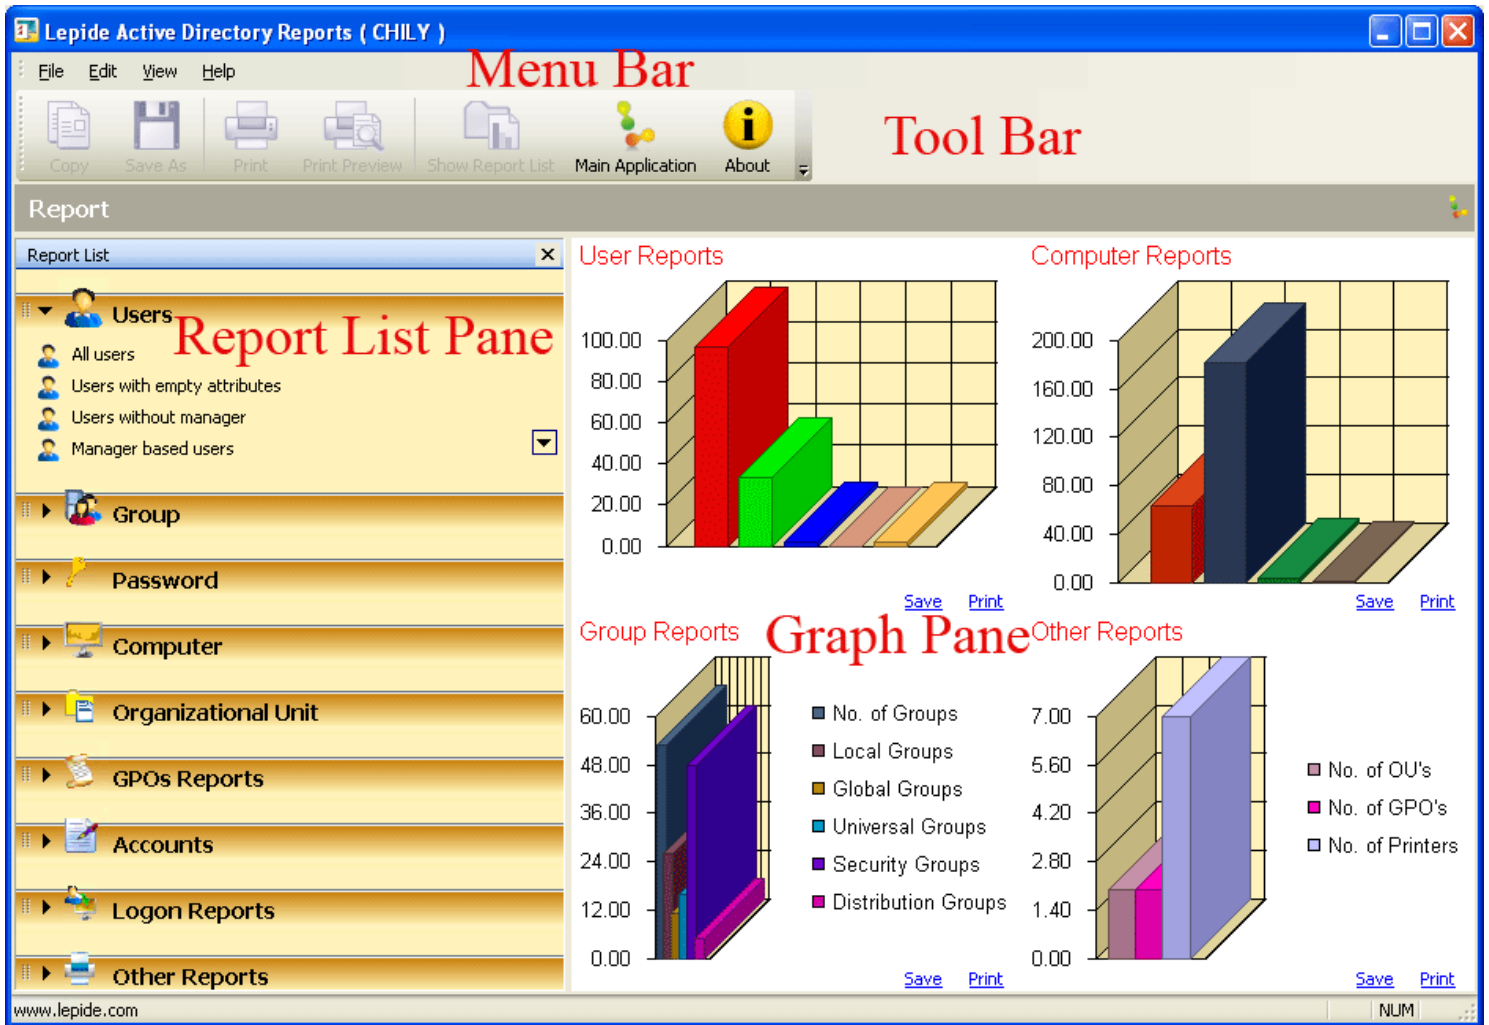 Lepide Active Directory Reports ( CHILY )
File Edit View Help
Menu Bar
Copy Save As Print Print Preview Show Report List Main Application About
Tool Bar
Report
Report List
Users
Report List Pane
All users
Users with empty attributes
Users without manager
Manager based users
Group
Password
Computer
Organizational Unit
GPOs Reports
Accounts
Logon Reports
Other Reports
User Reports
100.00
80.00
60.00
40.00
20.00
0.00
Save Print
Computer Reports
200.00
160.00
120.00
80.00
40.00
0.00
Save Print
Graph Pane
Group Reports
60.00
48.00
36.00
24.00
12.00
0.00
No. of Groups
Local Groups
Global Groups
Universal Groups
Security Groups
Distribution Groups
Save Print
Other Reports
7.00
5.60
4.20
2.80
1.40
0.00
No. of OU's
No. of GPO's
No. of Printers
Save Print
www.lepide.com
NUM